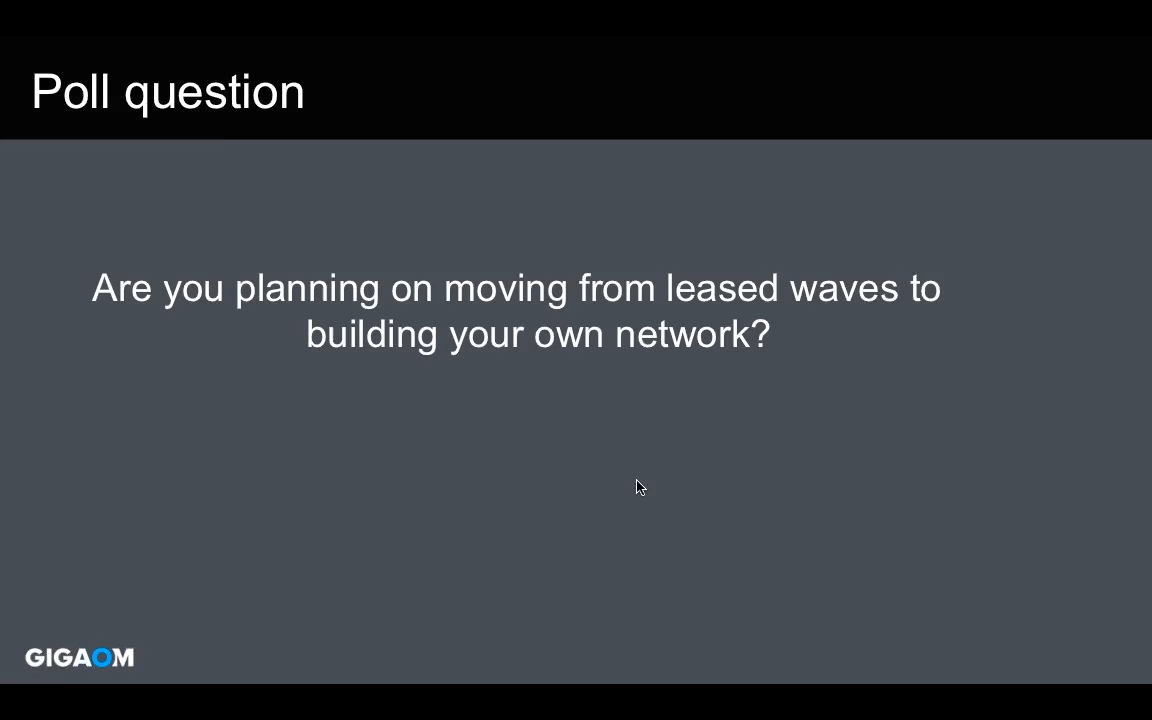 Poll question
Are you planning on moving from leased waves to
building your own network?
GIGAOM